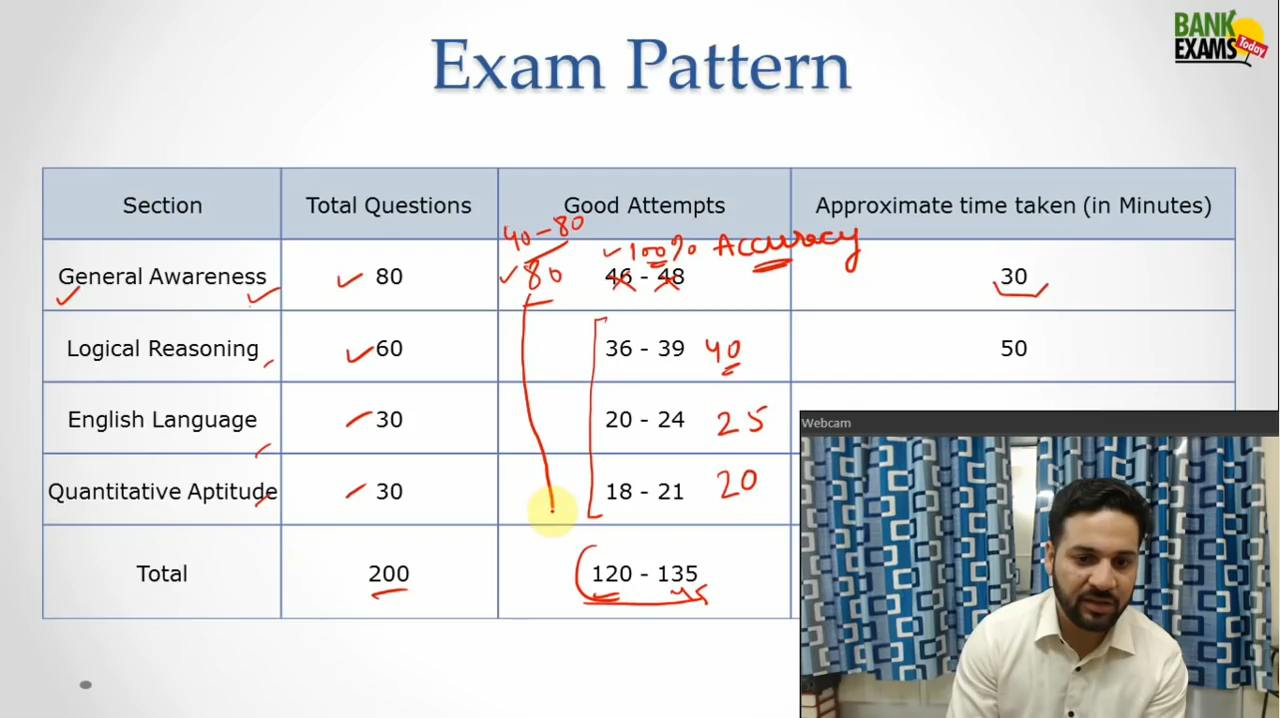 BANK
EXAMS
Today
Exam Pattern
Section Total Questions Good Attempts Approximate time taken (in Minutes)
40-80 ✓100% Accuracy
General Awareness 80 80 46 - 48 30
Logical Reasoning 60 36 - 39 40 50
English Language 30 20 - 24 25
Webcam
Quantitative Aptitude 30 18 - 21 20
Total 200 120 - 135